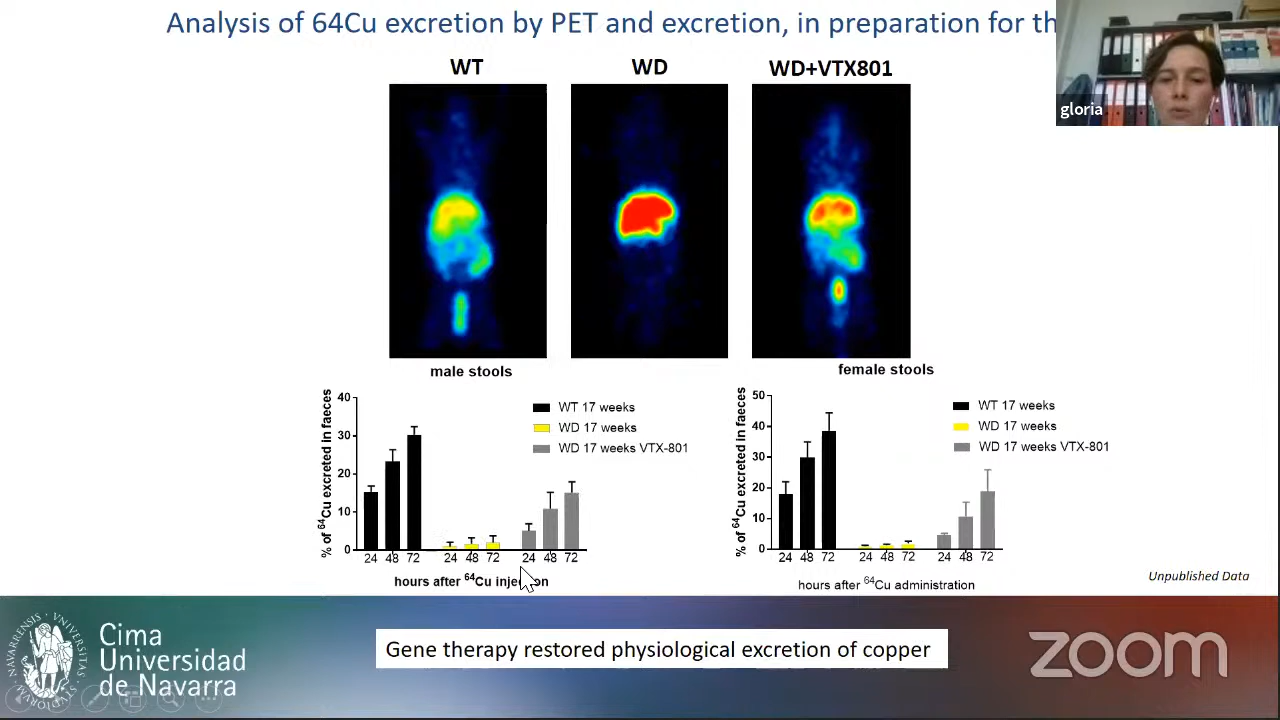 Analysis of 64Cu excretion by PET and excretion, in preparation for th
WT
WD
WD+VTX801
gloria
male stools
female stools
% of ⁶⁴Cu excreted in faeces
40
30
20
10
0
WT 17 weeks
WD 17 weeks
WD 17 weeks VTX-801
24 48 72 24 48 72 24 48 72
hours after ⁶⁴Cu injection
% of ⁶⁴Cu excreted in faeces
50
40
30
20
10
0
WT 17 weeks
WD 17 weeks
WD 17 weeks VTX-801
24 48 72 24 48 72 24 48 72
hours after ⁶⁴Cu administration
Unpublished Data
Cima
Universidad
de Navarra
Gene therapy restored physiological excretion of copper
zoom